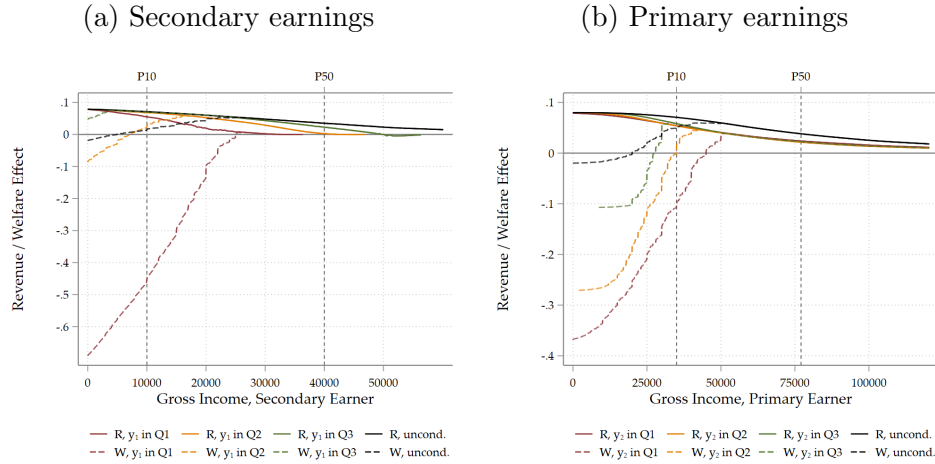 (a) Secondary earnings
P10 P50
Revenue / Welfare Effect
.1
0
-.1
-.2
-.3
-.4
-.5
-.6
0 10000 20000 30000 40000 50000
Gross Income, Secondary Earner
R, y₁ in Q1 R, y₁ in Q2 R, y₁ in Q3 R, uncond.
W, y₁ in Q1 W, y₁ in Q2 W, y₁ in Q3 W, uncond.
(b) Primary earnings
P10 P50
Revenue / Welfare Effect
.1
0
-.1
-.2
-.3
-.4
0 25000 50000 75000 100000
Gross Income, Primary Earner
R, y₂ in Q1 R, y₂ in Q2 R, y₂ in Q3 R, uncond.
W, y₂ in Q1 W, y₂ in Q2 W, y₂ in Q3 W, uncond.